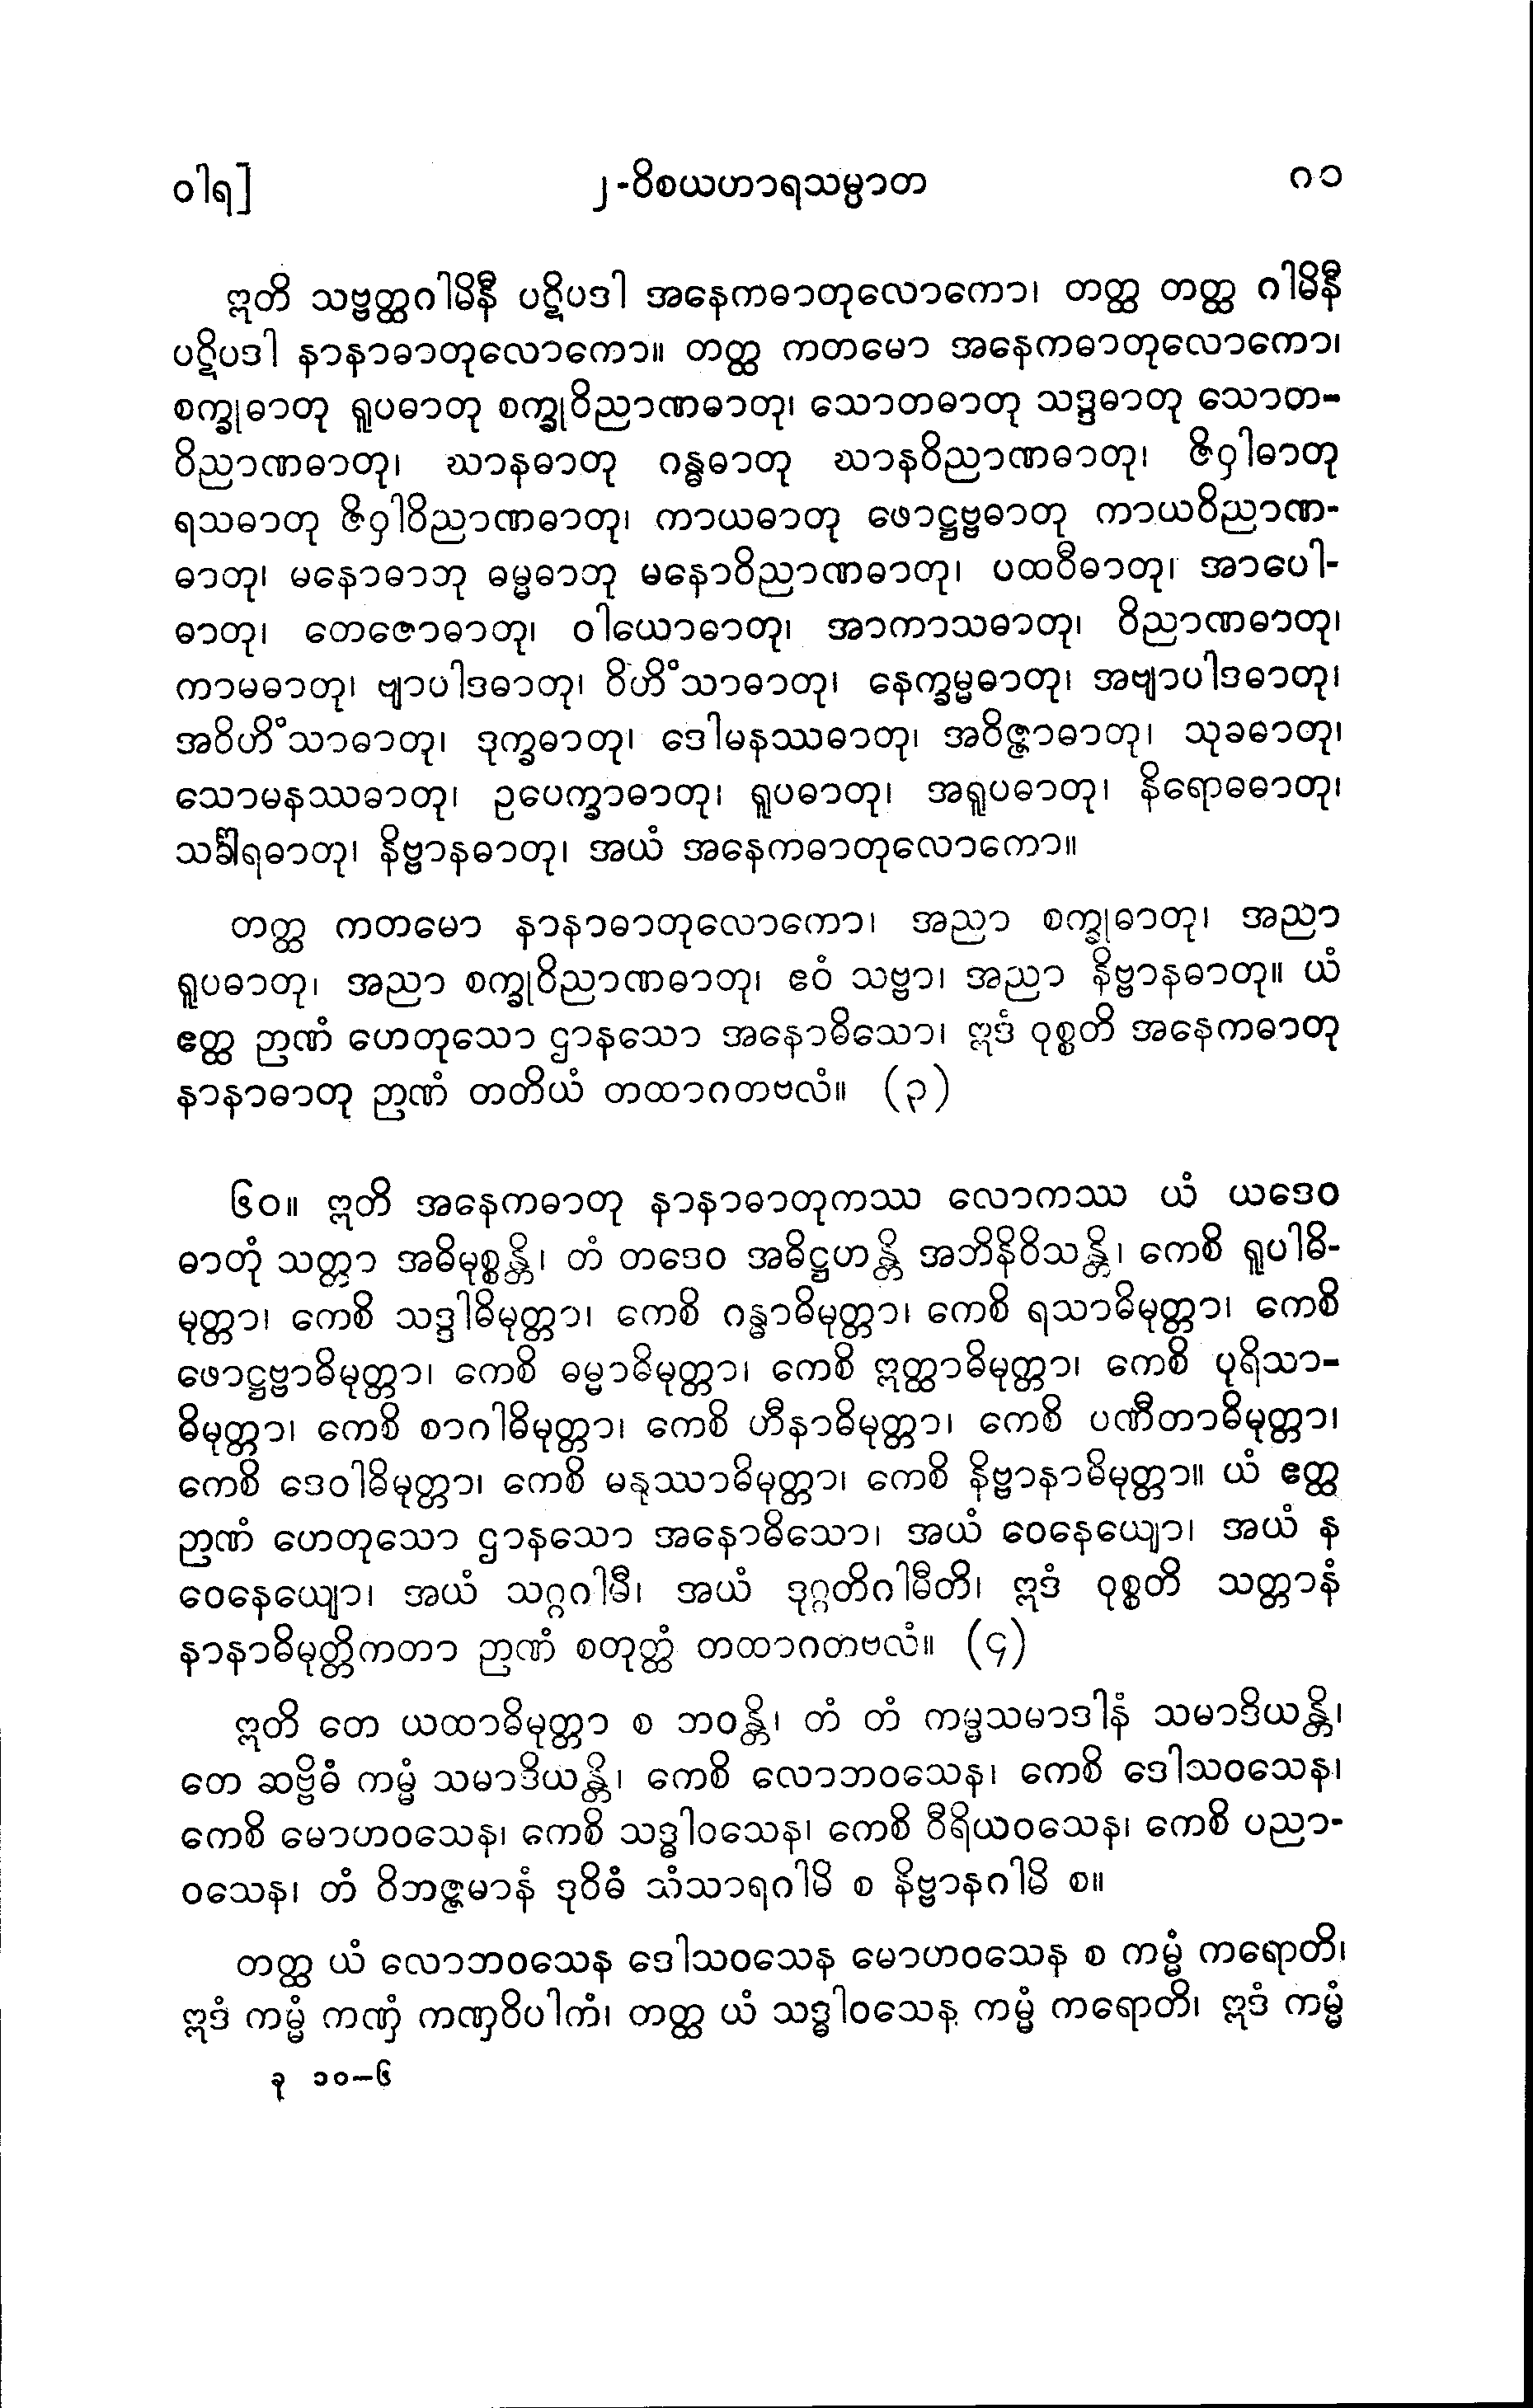 ဝါရ]
၂-ဝိစယဟာရသမ္ပာတ
ဂ၁
ဣတိ သဗ္ဗတ္ထဂါမိနီ ပဋိပဒါ အနေကဓာတုလောကော၊ တတ္ထ တတ္ထ ဂါမိနီ
ပဋိပဒါ နာနာဓာတုလောကော။ တတ္ထ ကတမော အနေကဓာတုလောကော၊
စက္ခုဓာတု ရူပဓာတု စက္ခုဝိညာဏဓာတု၊ သောတဓာတု သဒ္ဒဓာတု သောတ-
ဝိညာဏဓာတု၊ ဃာနဓာတု ဂန္ဓဓာတု ဃာနဝိညာဏဓာတု၊ ဇိဝှါဓာတု
ရသဓာတု ဇိဝှါဝိညာဏဓာတု၊ ကာယဓာတု ဖောဋ္ဌဗ္ဗဓာတု ကာယဝိညာဏ-
ဓာတု၊ မနောဓာတု ဓမ္မဓာတု မနောဝိညာဏဓာတု၊ ပထဝီဓာတု၊ အာပေါ-
ဓာတု၊ တေဇောဓာတု၊ ဝါယောဓာတု၊ အာကာသဓာတု၊ ဝိညာဏဓာတု၊
ကာမဓာတု၊ ဗျာပါဒဓာတု၊ ဝိဟိံသာဓာတု၊ နေက္ခမ္မဓာတု၊ အဗျာပါဒဓာတု၊
အဝိဟိံသာဓာတု၊ ဒုက္ခဓာတု၊ ဒေါမနဿဓာတု၊ အဝိဇ္ဇာဓာတု၊ သုခဓာတု၊
သောမနဿဓာတု၊ ဥပေက္ခာဓာတု၊ ရူပဓာတု၊ အရူပဓာတု၊ နိရောဓဓာတု၊
သင်္ခါရဓာတု၊ နိဗ္ဗာနဓာတု၊ အယံ အနေကဓာတုလောကော။
တတ္ထ ကတမော နာနာဓာတုလောကော၊ အညာ စက္ခုဓာတု၊ အညာ
ရူပဓာတု၊ အညာ စက္ခုဝိညာဏဓာတု၊ ဧဝံ သဗ္ဗာ၊ အညာ နိဗ္ဗာနဓာတု။ ယံ
ဧတ္ထ ဉာဏံ ဟေတုသော ဌာနသော အနောဓိသော၊ ဣဒံ ဝုစ္စတိ အနေကဓာတု
နာနာဓာတု ဉာဏံ တတိယံ တထာဂတဗလံ။ (၃)
၆၀။ ဣတိ အနေကဓာတု နာနာဓာတုကဿ လောကဿ ယံ ယဒေဝ
ဓာတုံ သတ္တာ အဓိမုစ္စန္တိ၊ တံ တဒေဝ အဓိဋ္ဌဟန္တိ အဘိနိဝိသန္တိ၊ ကေစိ ရူပါဓိ-
မုတ္တာ၊ ကေစိ သဒ္ဒါဓိမုတ္တာ၊ ကေစိ ဂန္ဓာဓိမုတ္တာ၊ ကေစိ ရသာဓိမုတ္တာ၊ ကေစိ
ဖောဋ္ဌဗ္ဗာဓိမုတ္တာ၊ ကေစိ ဓမ္မာဓိမုတ္တာ၊ ကေစိ ဣတ္ထာဓိမုတ္တာ၊ ကေစိ ပုရိသာ-
ဓိမုတ္တာ၊ ကေစိ စာဂါဓိမုတ္တာ၊ ကေစိ ဟီနာဓိမုတ္တာ၊ ကေစိ ပဏီတာဓိမုတ္တာ၊
ကေစိ ဒေဝါဓိမုတ္တာ၊ ကေစိ မနုဿာဓိမုတ္တာ၊ ကေစိ နိဗ္ဗာနာဓိမုတ္တာ။ ယံ ဧတ္ထ
ဉာဏံ ဟေတုသော ဌာနသော အနောဓိသော၊ အယံ ဝေနေယျော၊ အယံ န
ဝေနေယျော၊ အယံ သဂ္ဂဂါမီ၊ အယံ ဒုဂ္ဂတိဂါမီတိ၊ ဣဒံ ဝုစ္စတိ သတ္တာနံ
နာနာဓိမုတ္တိကတာ ဉာဏံ စတုတ္ထံ တထာဂတဗလံ။ (၄)
ဣတိ တေ ယထာဓိမုတ္တာ စ ဘဝန္တိ၊ တံ တံ ကမ္မသမာဒါနံ သမာဒိယန္တိ၊
တေ ဆဗ္ဗိဓံ ကမ္မံ သမာဒိယန္တိ၊ ကေစိ လောဘဝသေန၊ ကေစိ ဒေါသဝသေန၊
ကေစိ မောဟဝသေန၊ ကေစိ သဒ္ဓါဝသေန၊ ကေစိ ဝီရိယဝသေန၊ ကေစိ ပညာ-
ဝသေန၊ တံ ဝိဘဇ္ဇမာနံ ဒုဝိဓံ သံသာရဂါမိ စ နိဗ္ဗာနဂါမိ စ။
တတ္ထ ယံ လောဘဝသေန ဒေါသဝသေန မောဟဝသေန စ ကမ္မံ ကရောတိ၊
ဣဒံ ကမ္မံ ကဏှံ ကဏှဝိပါကံ၊ တတ္ထ ယံ သဒ္ဓါဝသေန ကမ္မံ ကရောတိ၊ ဣဒံ ကမ္မံ
ခု ၁၀-၆